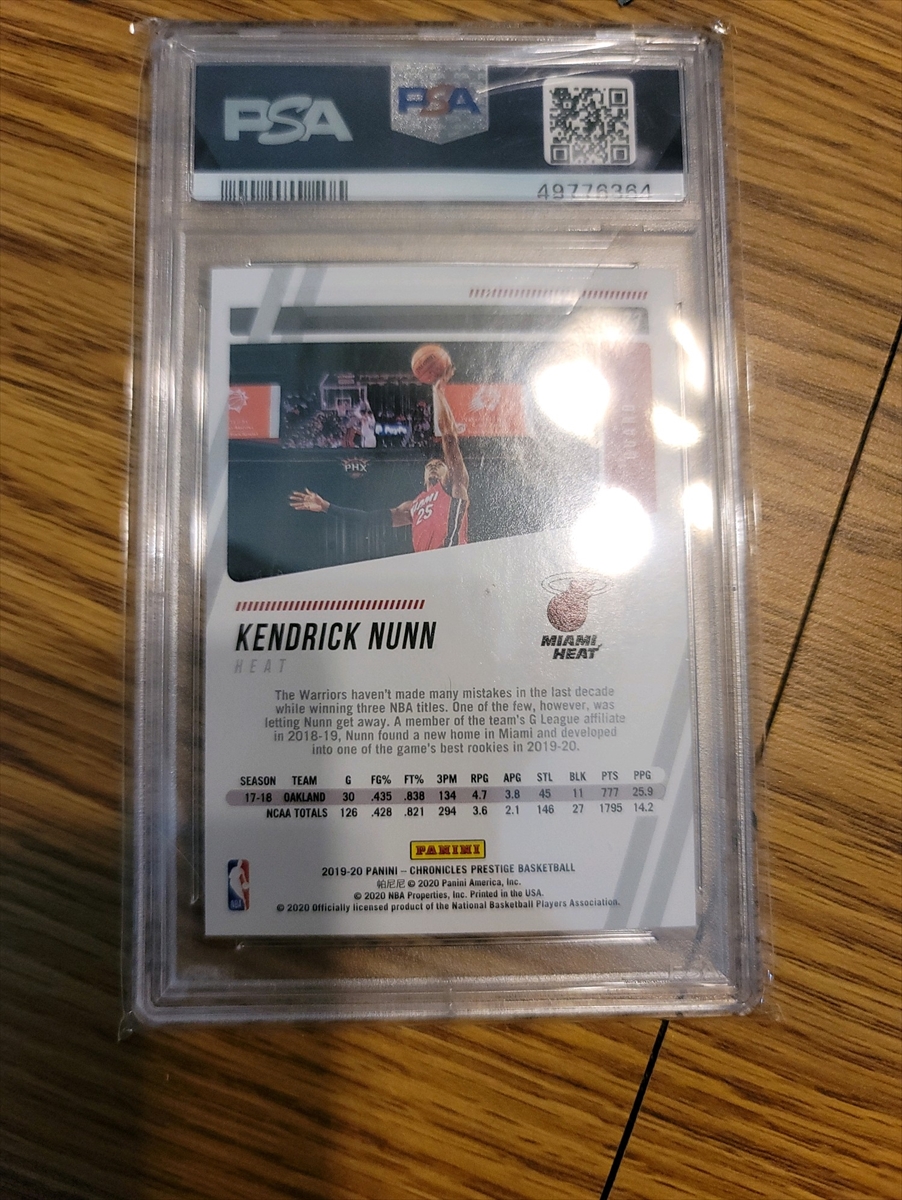 PSA
PSA
49776364
PHX
MIAMI
25
KENDRICK NUNN
HEAT
MIAMI
HEAT
The Warriors haven't made many mistakes in the last decade
while winning three NBA titles. One of the few, however, was
letting Nunn get away. A member of the team's G League affiliate
in 2018-19, Nunn found a new home in Miami and developed
into one of the game's best rookies in 2019-20.
SEASON TEAM G FG% FT% 3PM RPG APG STL BLK PTS PPG
17-18 OAKLAND 30 .435 .838 134 4.7 3.8 45 11 777 25.9
NCAA TOTALS 126 .428 .821 294 3.6 2.1 146 27 1795 14.2
PANINI
2019-20 PANINI – CHRONICLES PRESTIGE BASKETBALL
帕尼尼 © 2020 Panini America, Inc.
© 2020 NBA Properties, Inc. Printed in the USA.
© 2020 Officially licensed product of the National Basketball Players Association.
NBA